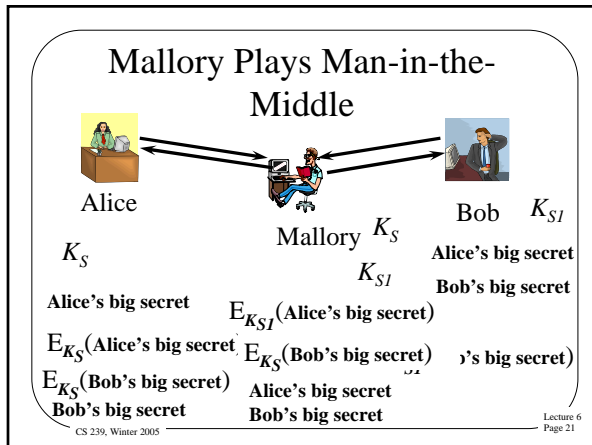 Mallory Plays Man-in-the-
Middle
Alice
Mallory
Bob
K_S
K_S1
K_S
K_S1
Alice's big secret
Bob's big secret
Alice's big secret
E_KS(Alice's big secret
E_KS(Bob's big secret)
Bob's big secret
E_KS1(Alice's big secret)
E_KS(Bob's big secret)
's big secret)
Alice's big secret
Bob's big secret
CS 239, Winter 2005
Lecture 6
Page 21